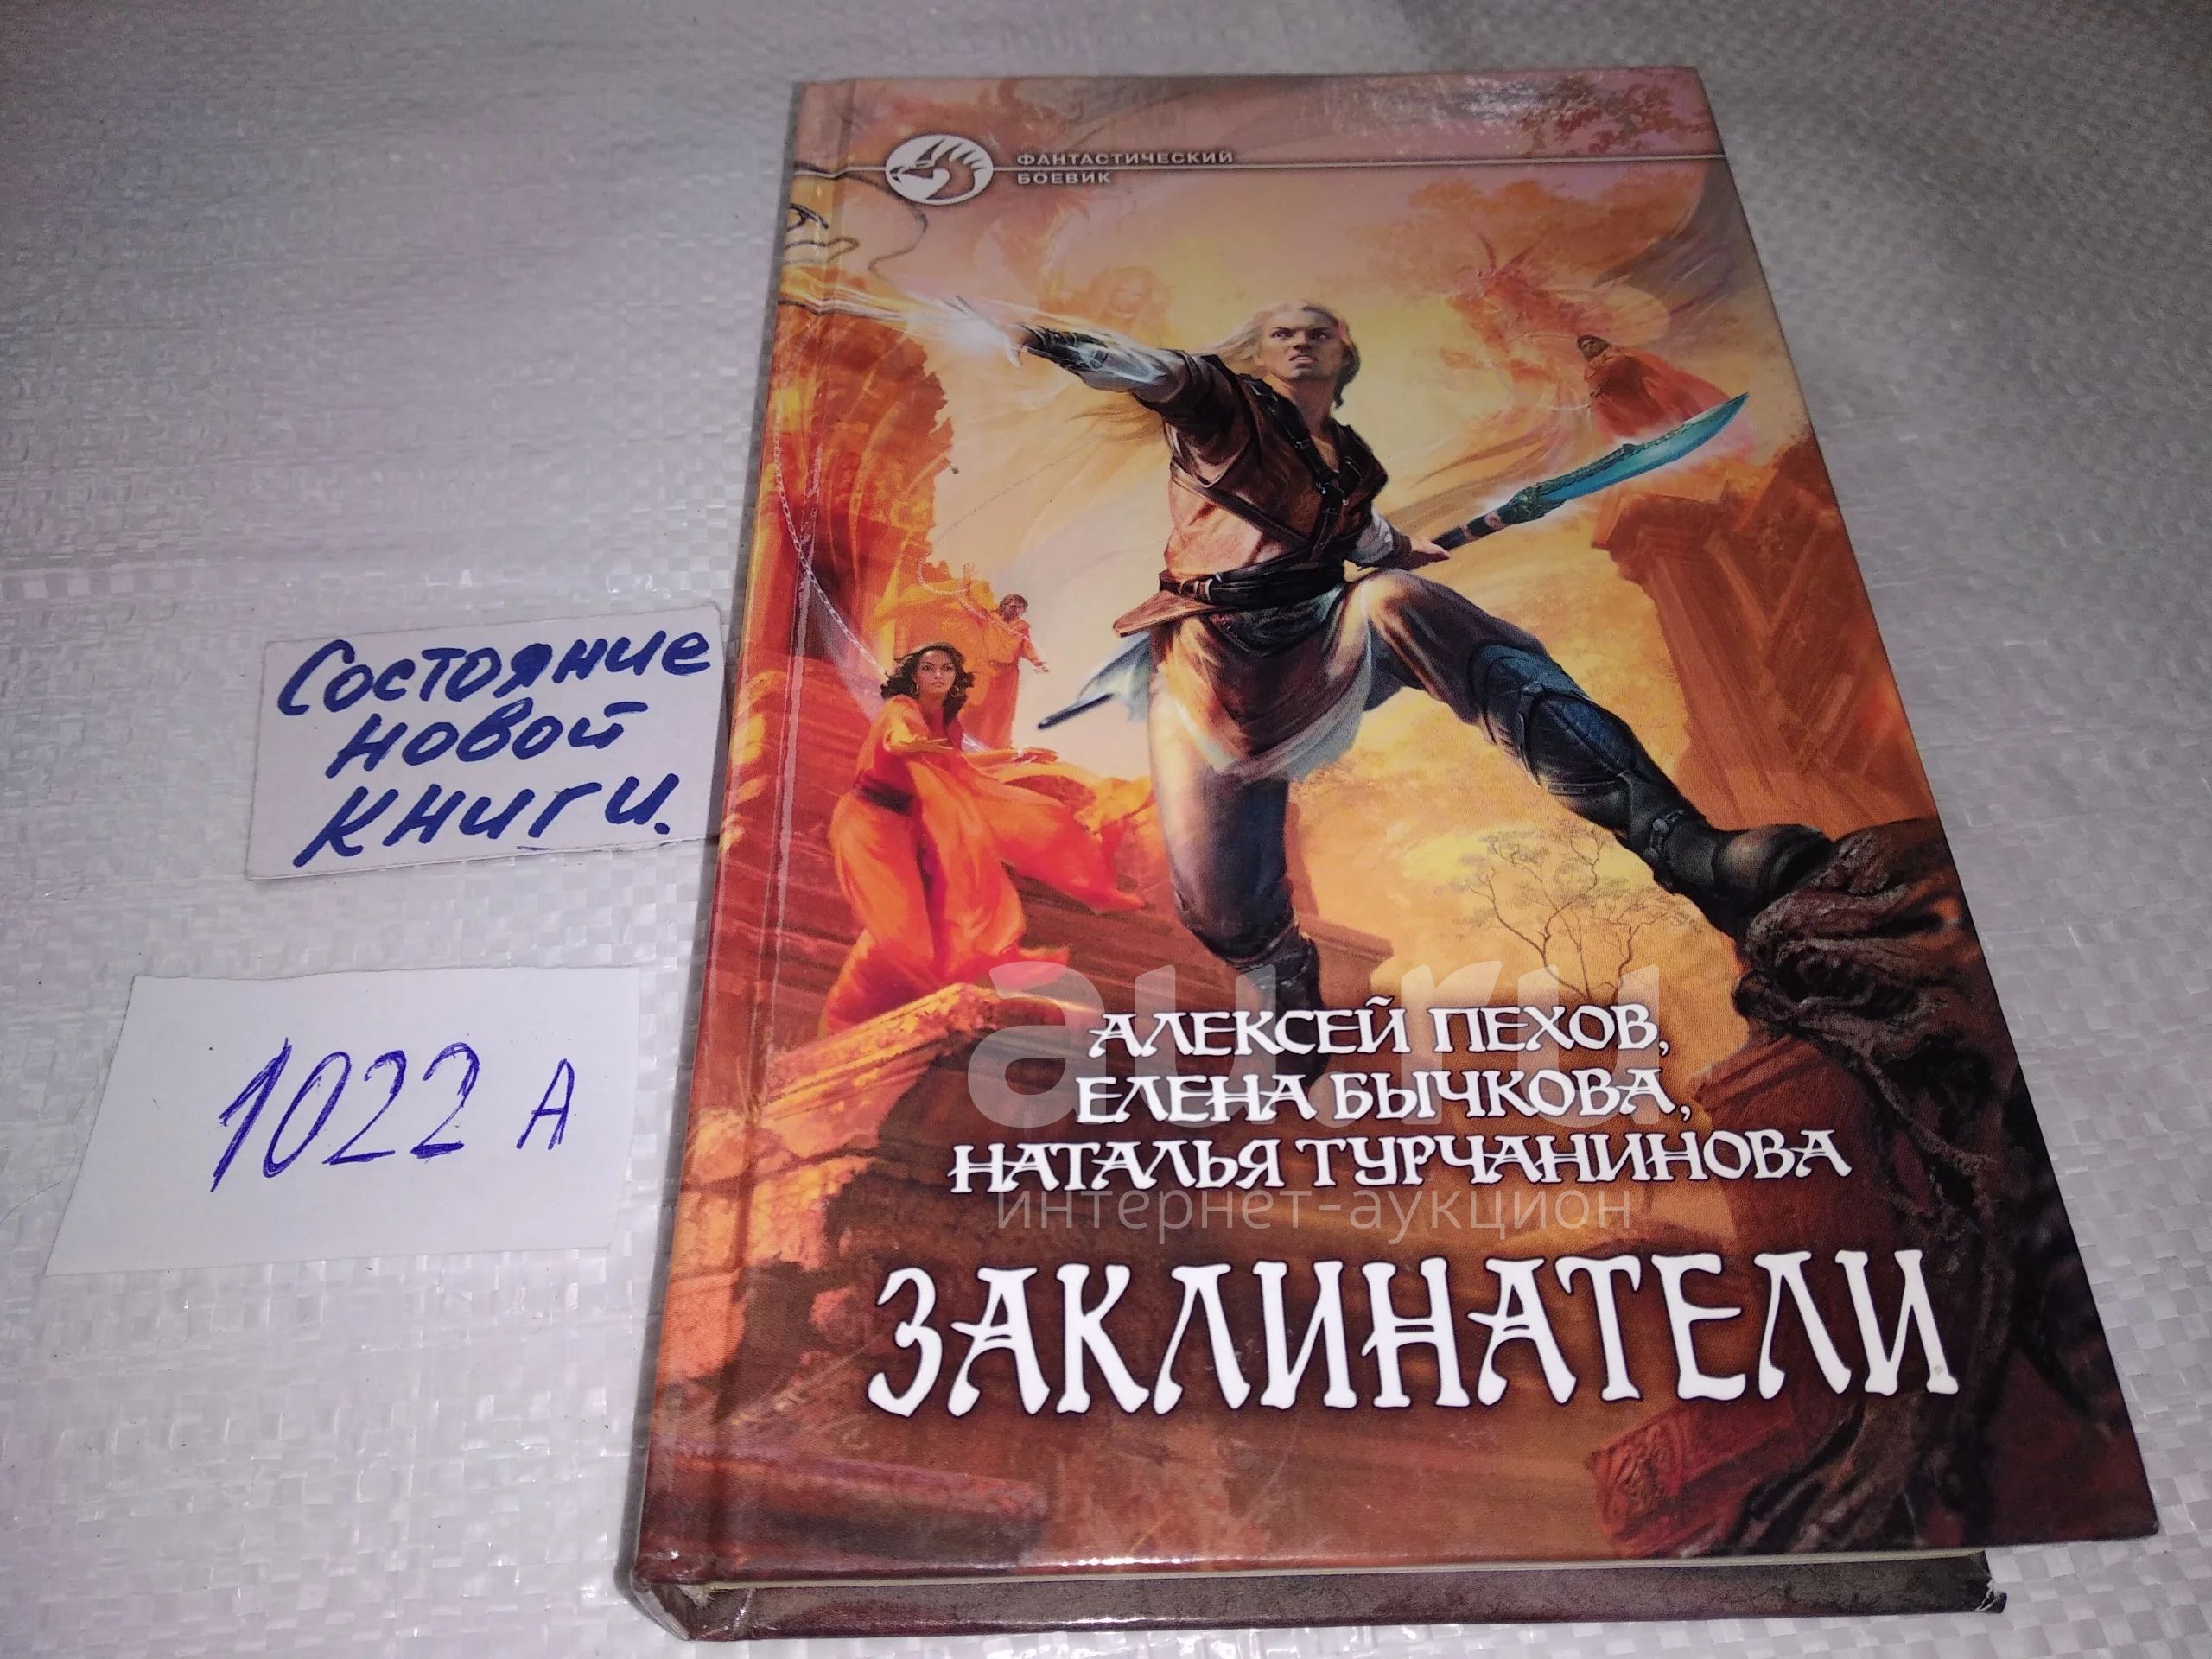 ФАНТАСТИЧЕСКИЙ
БОЕВИК
Состояние
новой
книги.
1022 А
au.ru
АЛЕКСЕЙ ПЕХОВ,
ЕЛЕНА БЫЧКОВА,
НАТАЛЬЯ ТУРЧАНИНОВА
интернет-аукцион
ЗАКЛИНАТЕЛИ